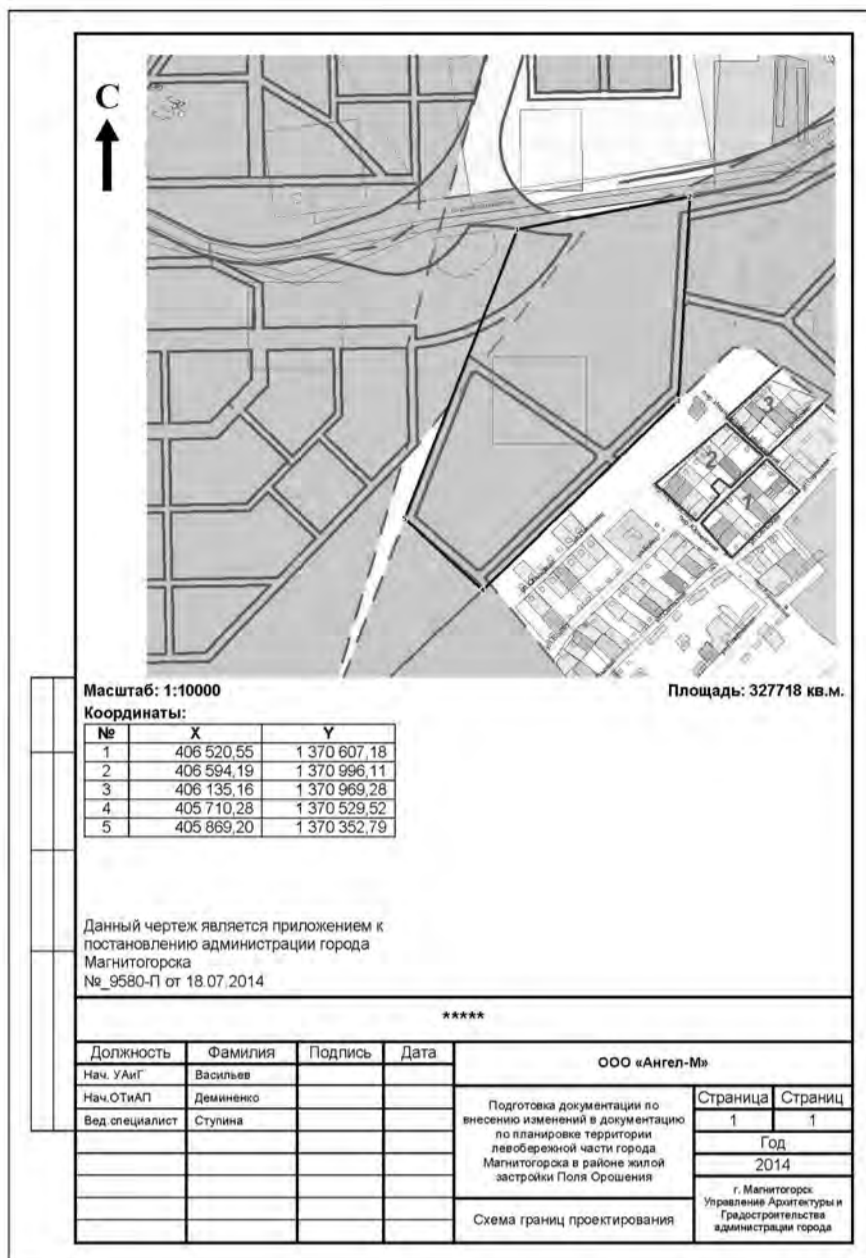 С
3
2
1
Масштаб: 1:10000
Площадь: 327718 кв.м.
Координаты:
№ X Y
1 406 520,55 1 370 607,18
2 406 594,19 1 370 996,11
3 406 135,16 1 370 969,28
4 405 710,28 1 370 529,52
5 405 869,20 1 370 352,79
Данный чертеж является приложением к
постановлению администрации города
Магнитогорска
№_9580-П от 18.07.2014
*****
Должность Фамилия Подпись Дата
Нач. УАиГ Васильев
Нач.ОТиАП Деминенко
Вед.специалист Ступина
ООО «Ангел-М»
Подготовка документации по
внесению изменений в документацию
по планировке территории
левобережной части города
Магнитогорска в районе жилой
застройки Поля Орошения
Страница Страниц
1 1
Год
2014
Схема границ проектирования
г. Магнитогорск
Управление Архитектуры и
Градостроительства
администрации города